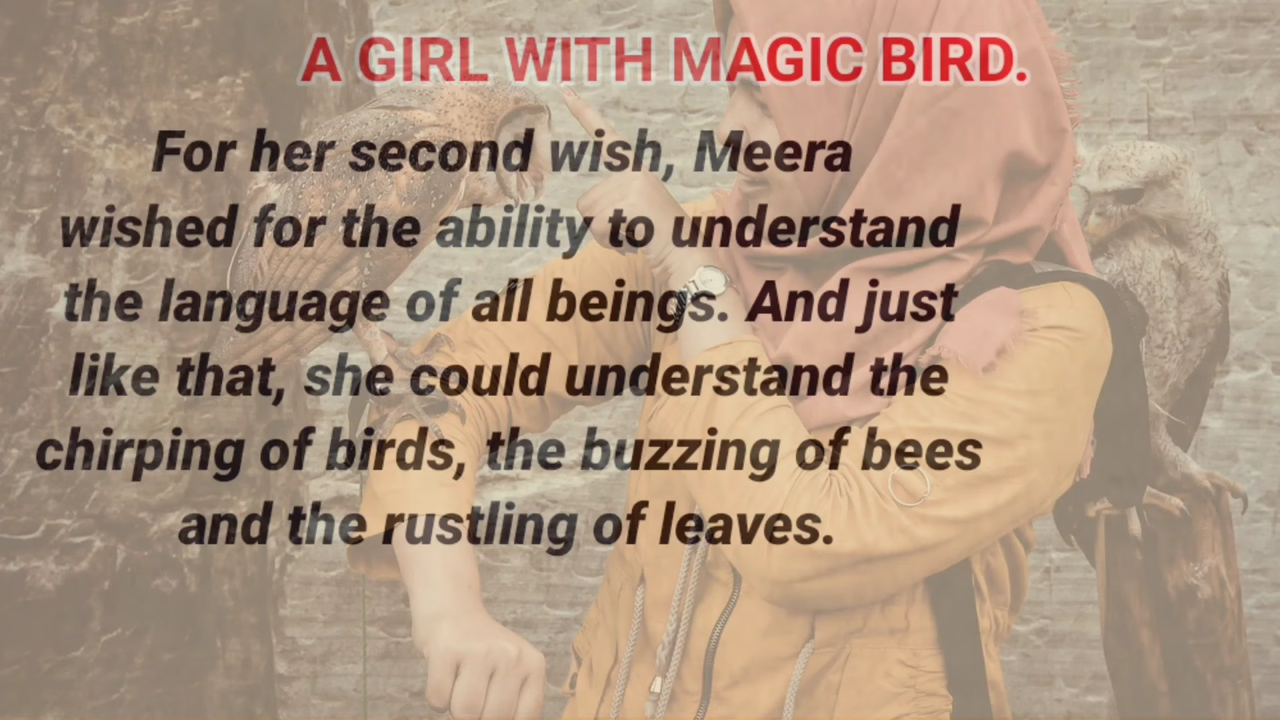 A GIRL WITH MAGIC BIRD.
For her second wish, Meera
wished for the ability to understand
the language of all beings. And just
like that, she could understand the
chirping of birds, the buzzing of bees
and the rustling of leaves.